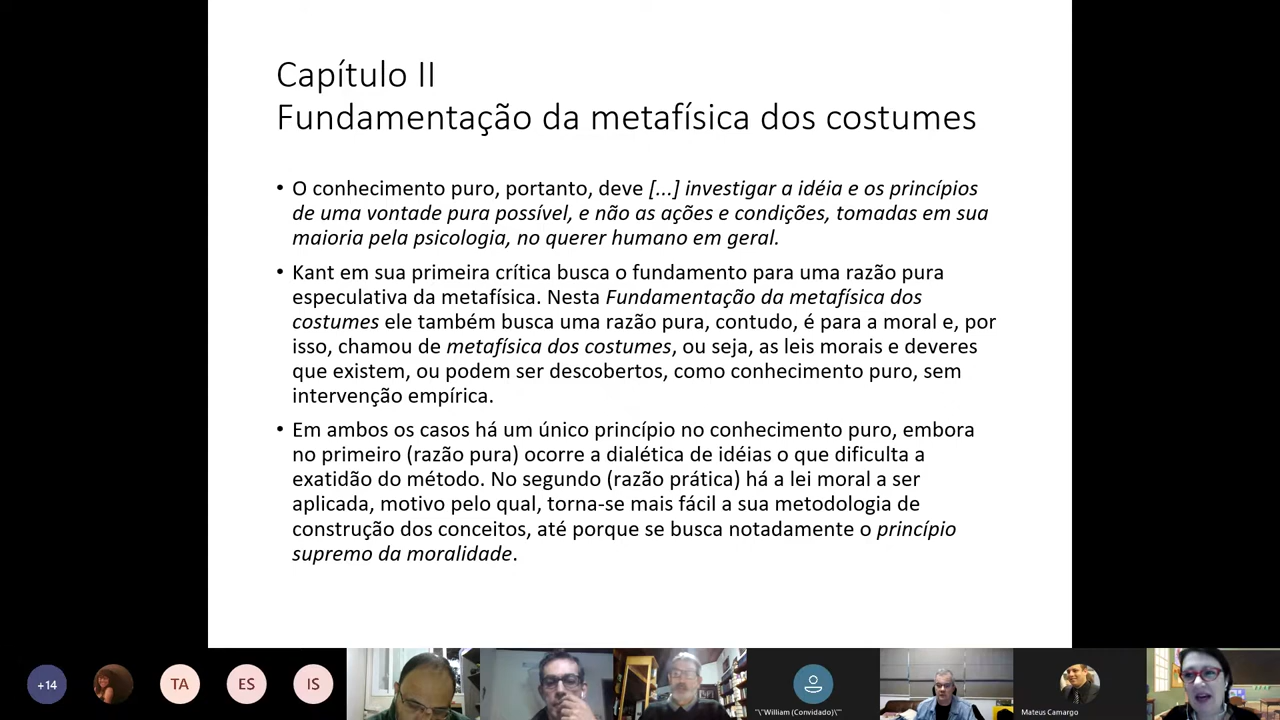 Capítulo II
Fundamentação da metafísica dos costumes
• O conhecimento puro, portanto, deve [...] investigar a idéia e os princípios
de uma vontade pura possível, e não as ações e condições, tomadas em sua
maioria pela psicologia, no querer humano em geral.
• Kant em sua primeira crítica busca o fundamento para uma razão pura
especulativa da metafísica. Nesta Fundamentação da metafísica dos
costumes ele também busca uma razão pura, contudo, é para a moral e, por
isso, chamou de metafísica dos costumes, ou seja, as leis morais e deveres
que existem, ou podem ser descobertos, como conhecimento puro, sem
intervenção empírica.
• Em ambos os casos há um único princípio no conhecimento puro, embora
no primeiro (razão pura) ocorre a dialética de idéias o que dificulta a
exatidão do método. No segundo (razão prática) há a lei moral a ser
aplicada, motivo pelo qual, torna-se mais fácil a sua metodologia de
construção dos conceitos, até porque se busca notadamente o princípio
supremo da moralidade.
+14
TA
ES
IS
"\"William (Convidado)\""
Mateus Camargo